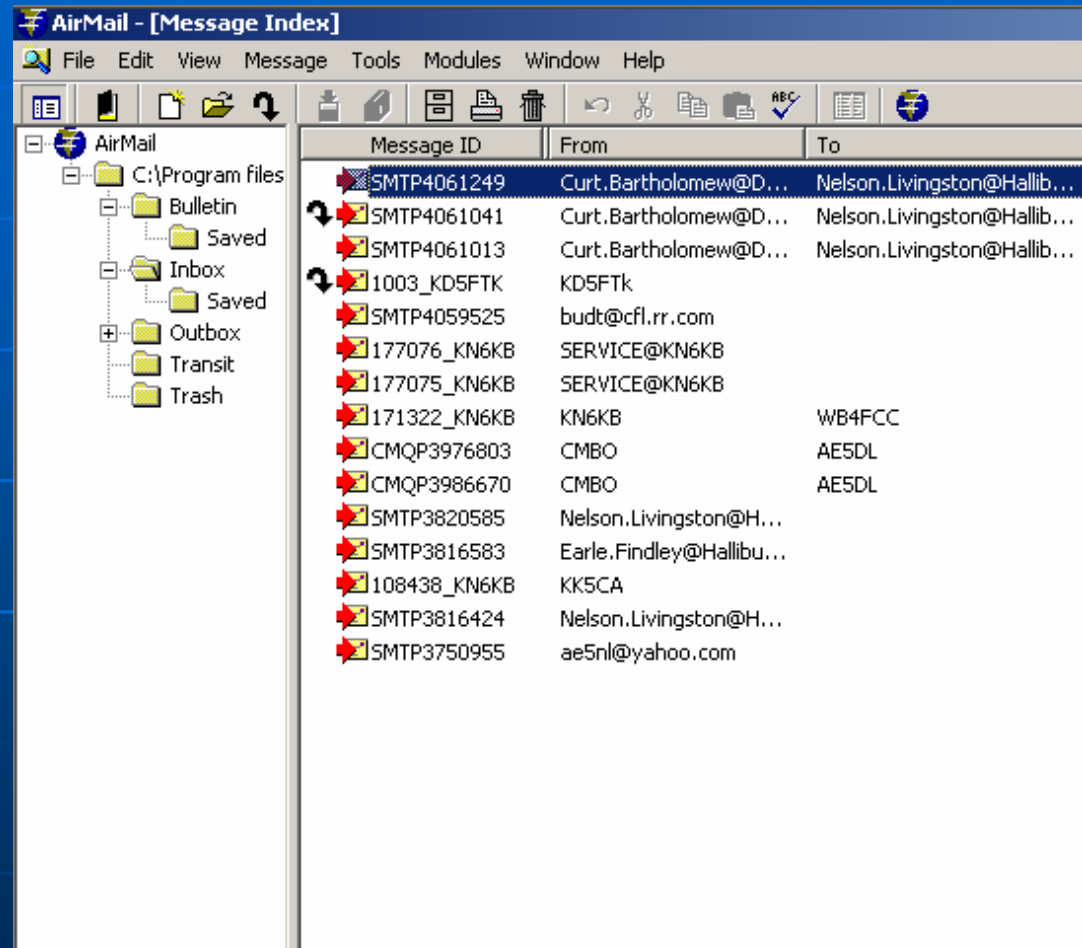 AirMail - [Message Index]
File Edit View Message Tools Modules Window Help
ABC
AirMail
C:\Program files
Bulletin
Saved
Inbox
Saved
Outbox
Transit
Trash
Message ID From To
SMTP4061249 Curt.Bartholomew@D... Nelson.Livingston@Hallib...
SMTP4061041 Curt.Bartholomew@D... Nelson.Livingston@Hallib...
SMTP4061013 Curt.Bartholomew@D... Nelson.Livingston@Hallib...
1003_KD5FTK KD5FTk
SMTP4059525 budt@cfl.rr.com
177076_KN6KB SERVICE@KN6KB
177075_KN6KB SERVICE@KN6KB
171322_KN6KB KN6KB WB4FCC
CMQP3976803 CMBO AE5DL
CMQP3986670 CMBO AE5DL
SMTP3820585 Nelson.Livingston@H...
SMTP3816583 Earle.Findley@Hallibu...
108438_KN6KB KK5CA
SMTP3816424 Nelson.Livingston@H...
SMTP3750955 ae5nl@yahoo.com